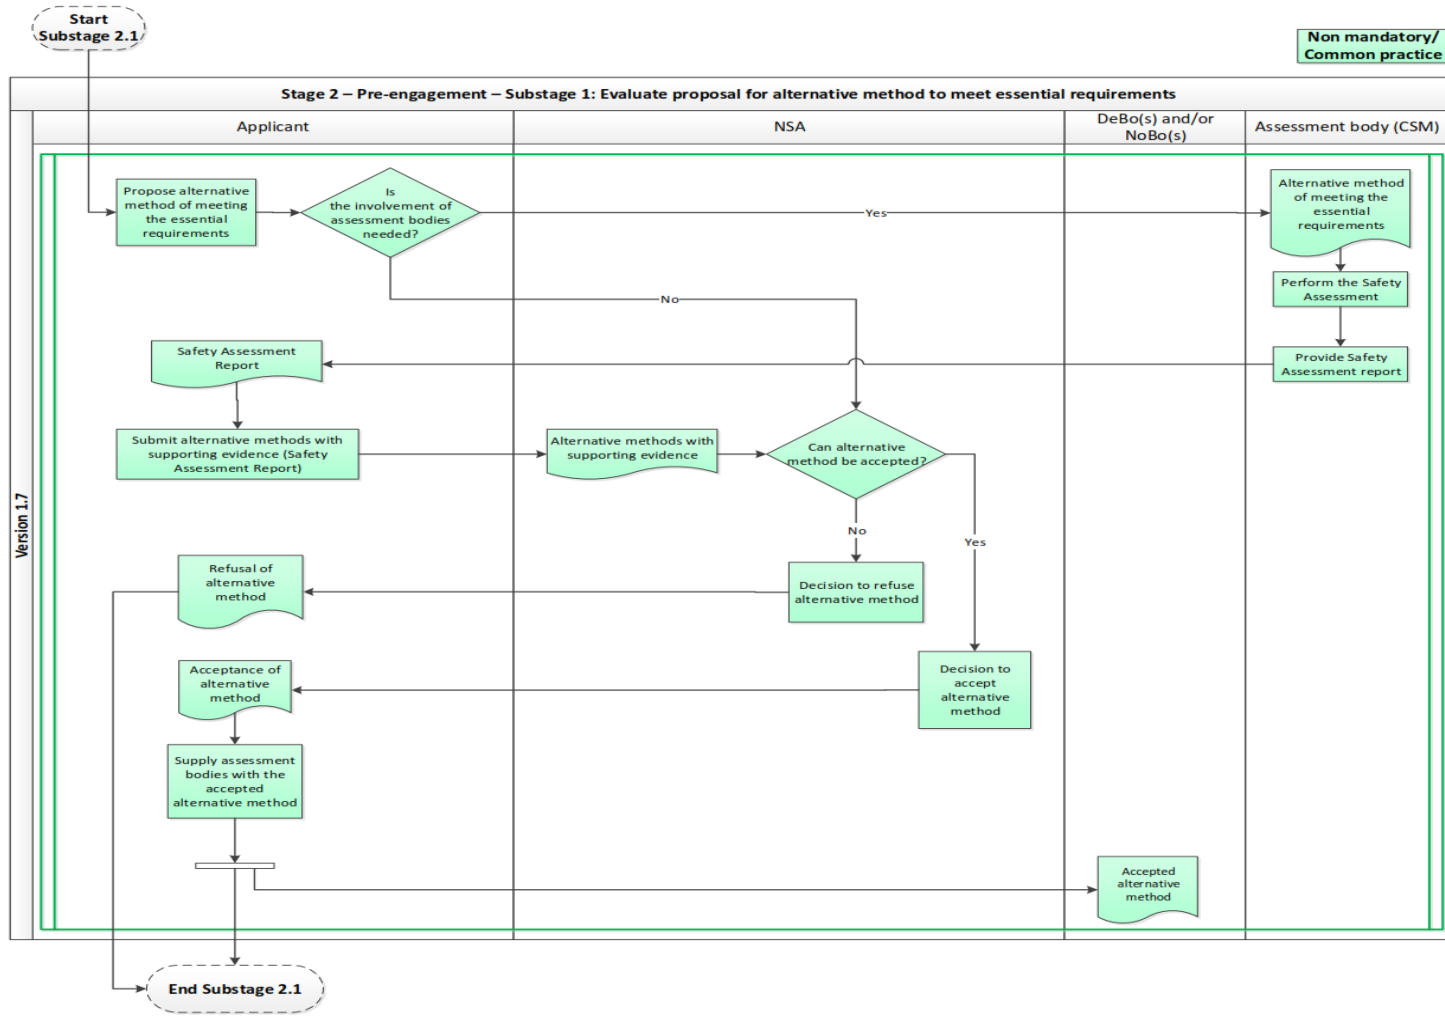 Start
Substage 2.1
Non mandatory/
Common practice
Stage 2 – Pre-engagement – Substage 1: Evaluate proposal for alternative method to meet essential requirements
Version 1.7
Applicant
NSA
DeBo(s) and/or
NoBo(s)
Assessment body (CSM)
Propose alternative
method of meeting
the essential
requirements
Is
the involvement of
assessment bodies
needed?
Yes
Alternative method
of meeting the
essential
requirements
Perform the Safety
Assessment
No
Safety Assessment
Report
Provide Safety
Assessment report
Submit alternative methods with
supporting evidence (Safety
Assessment Report)
Alternative methods with
supporting evidence
Can alternative
method be accepted?
No
Yes
Refusal of
alternative
method
Decision to refuse
alternative method
Acceptance of
alternative
method
Decision to
accept
alternative
method
Supply assessment
bodies with the
accepted
alternative method
Accepted
alternative
method
End Substage 2.1